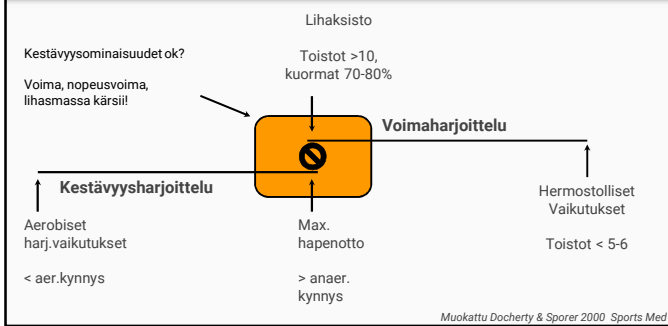 Lihaksisto
Kestävyysominaisuudet ok?
Toistot >10,
kuormat 70-80%
Voima, nopeusvoima,
lihasmassa kärsii!
Voimaharjoittelu
Kestävyysharjoittelu
Hermostolliset
Vaikutukset
Aerobiset
harj.vaikutukset
Max.
hapenotto
Toistot < 5-6
< aer.kynnys
> anaer.
kynnys
Muokattu Docherty & Sporer 2000 Sports Med